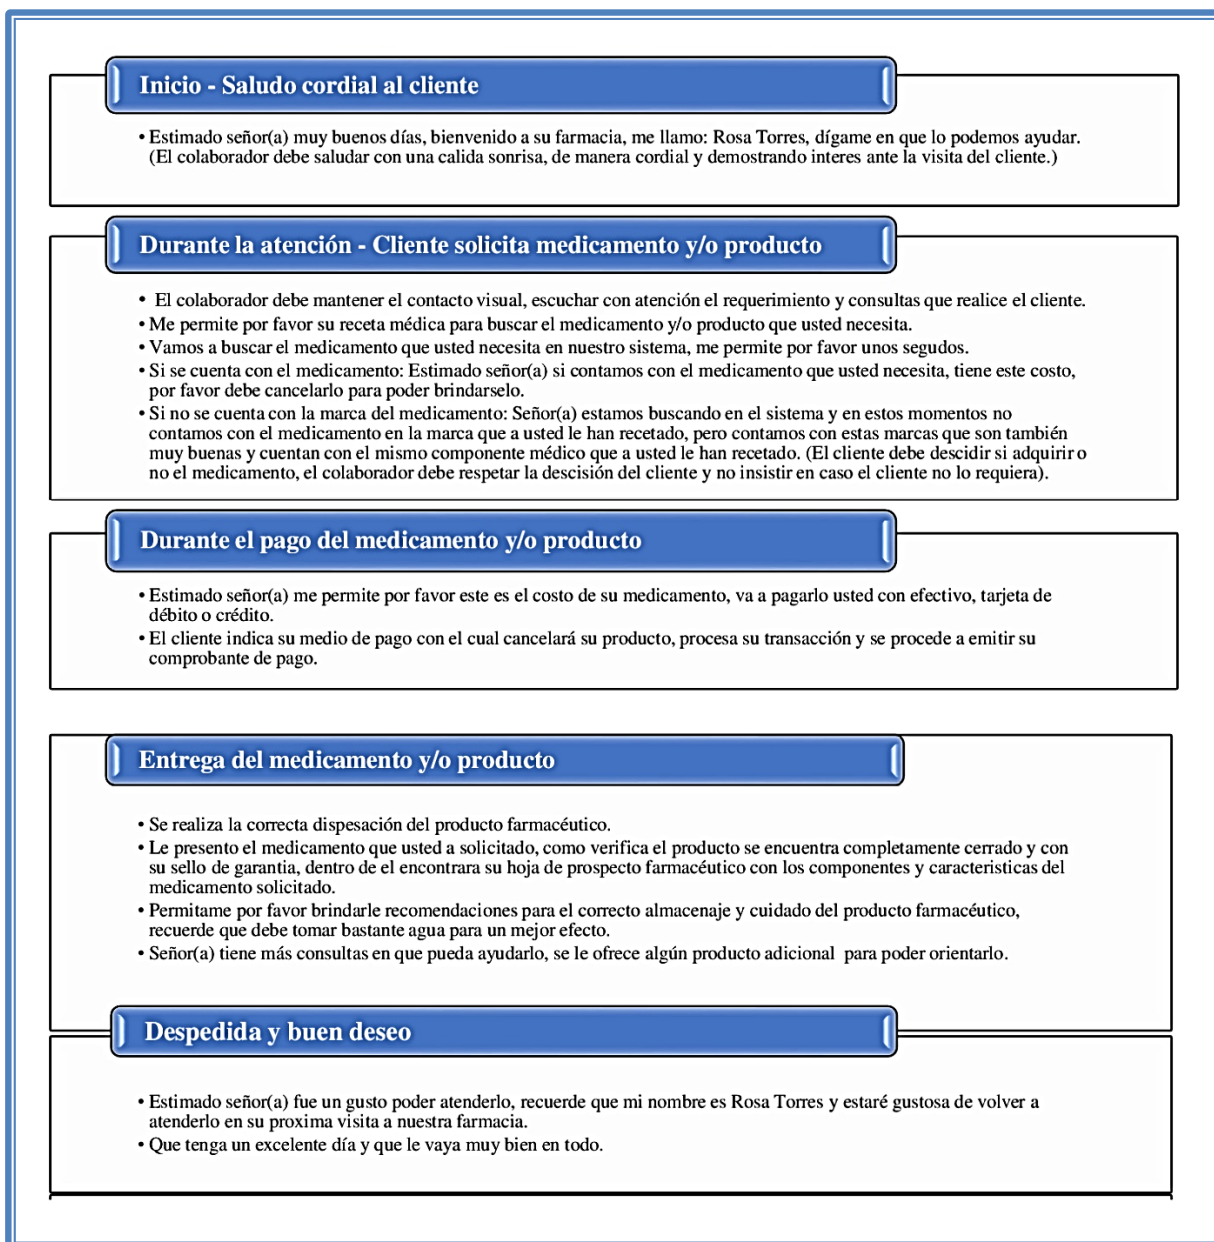 Inicio - Saludo cordial al cliente
• Estimado señor(a) muy buenos días, bienvenido a su farmacia, me llamo: Rosa Torres, dígame en que lo podemos ayudar.
(El colaborador debe saludar con una calida sonrisa, de manera cordial y demostrando interes ante la visita del cliente.)
Durante la atención - Cliente solicita medicamento y/o producto
• El colaborador debe mantener el contacto visual, escuchar con atención el requerimiento y consultas que realice el cliente.
• Me permite por favor su receta médica para buscar el medicamento y/o producto que usted necesita.
• Vamos a buscar el medicamento que usted necesita en nuestro sistema, me permite por favor unos segudos.
• Si se cuenta con el medicamento: Estimado señor(a) si contamos con el medicamento que usted necesita, tiene este costo,
por favor debe cancelarlo para poder brindarselo.
• Si no se cuenta con la marca del medicamento: Señor(a) estamos buscando en el sistema y en estos momentos no
contamos con el medicamento en la marca que a usted le han recetado, pero contamos con estas marcas que son también
muy buenas y cuentan con el mismo componente médico que a usted le han recetado. (El cliente debe descidir si adquirir o
no el medicamento, el colaborador debe respetar la descisión del cliente y no insistir en caso el cliente no lo requiera).
Durante el pago del medicamento y/o producto
• Estimado señor(a) me permite por favor este es el costo de su medicamento, va a pagarlo usted con efectivo, tarjeta de
débito o crédito.
• El cliente indica su medio de pago con el cual cancelará su producto, procesa su transacción y se procede a emitir su
comprobante de pago.
Entrega del medicamento y/o producto
• Se realiza la correcta dispesación del producto farmacéutico.
• Le presento el medicamento que usted a solicitado, como verifica el producto se encuentra completamente cerrado y con
su sello de garantia, dentro de el encontrara su hoja de prospecto farmacéutico con los componentes y caracteristicas del
medicamento solicitado.
• Permitame por favor brindarle recomendaciones para el correcto almacenaje y cuidado del producto farmacéutico,
recuerde que debe tomar bastante agua para un mejor efecto.
• Señor(a) tiene más consultas en que pueda ayudarlo, se le ofrece algún producto adicional para poder orientarlo.
Despedida y buen deseo
• Estimado señor(a) fue un gusto poder atenderlo, recuerde que mi nombre es Rosa Torres y estaré gustosa de volver a
atenderlo en su proxima visita a nuestra farmacia.
• Que tenga un excelente día y que le vaya muy bien en todo.